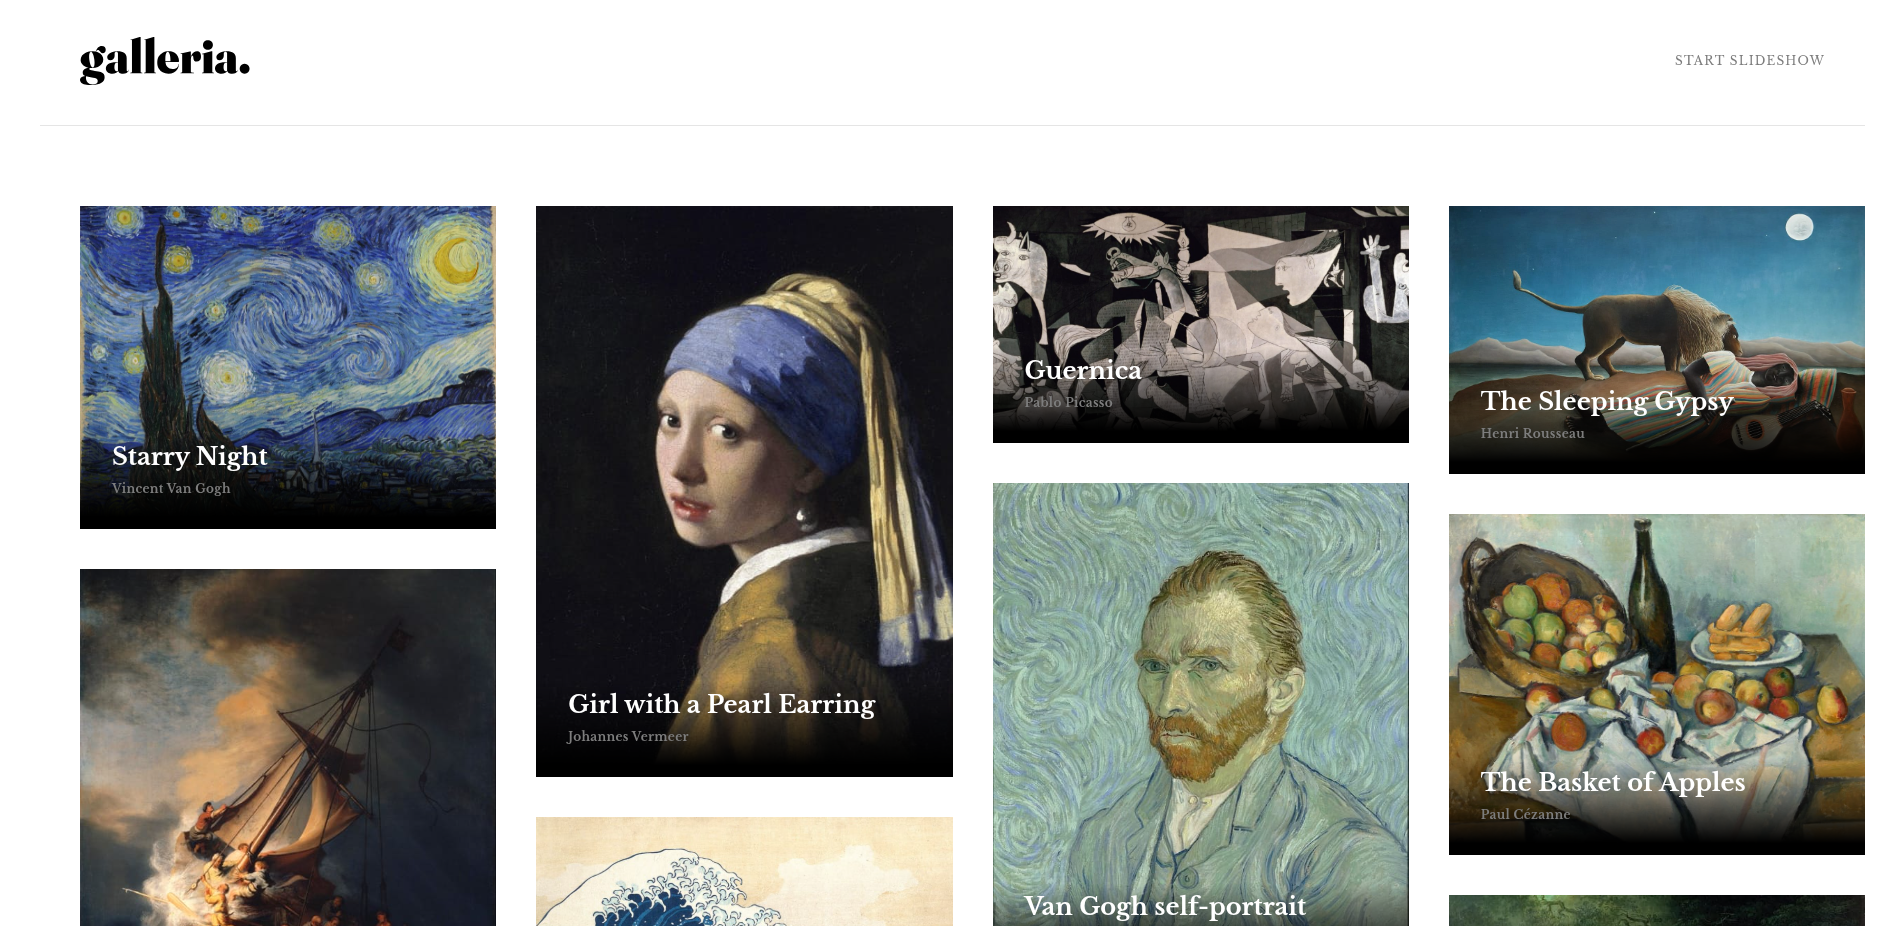 galleria.
START SLIDESHOW
Starry Night
Vincent Van Gogh
Girl with a Pearl Earring
Johannes Vermeer
Guernica
Pablo Picasso
Van Gogh self-portrait
The Sleeping Gypsy
Henri Rousseau
The Basket of Apples
Paul Cézanne